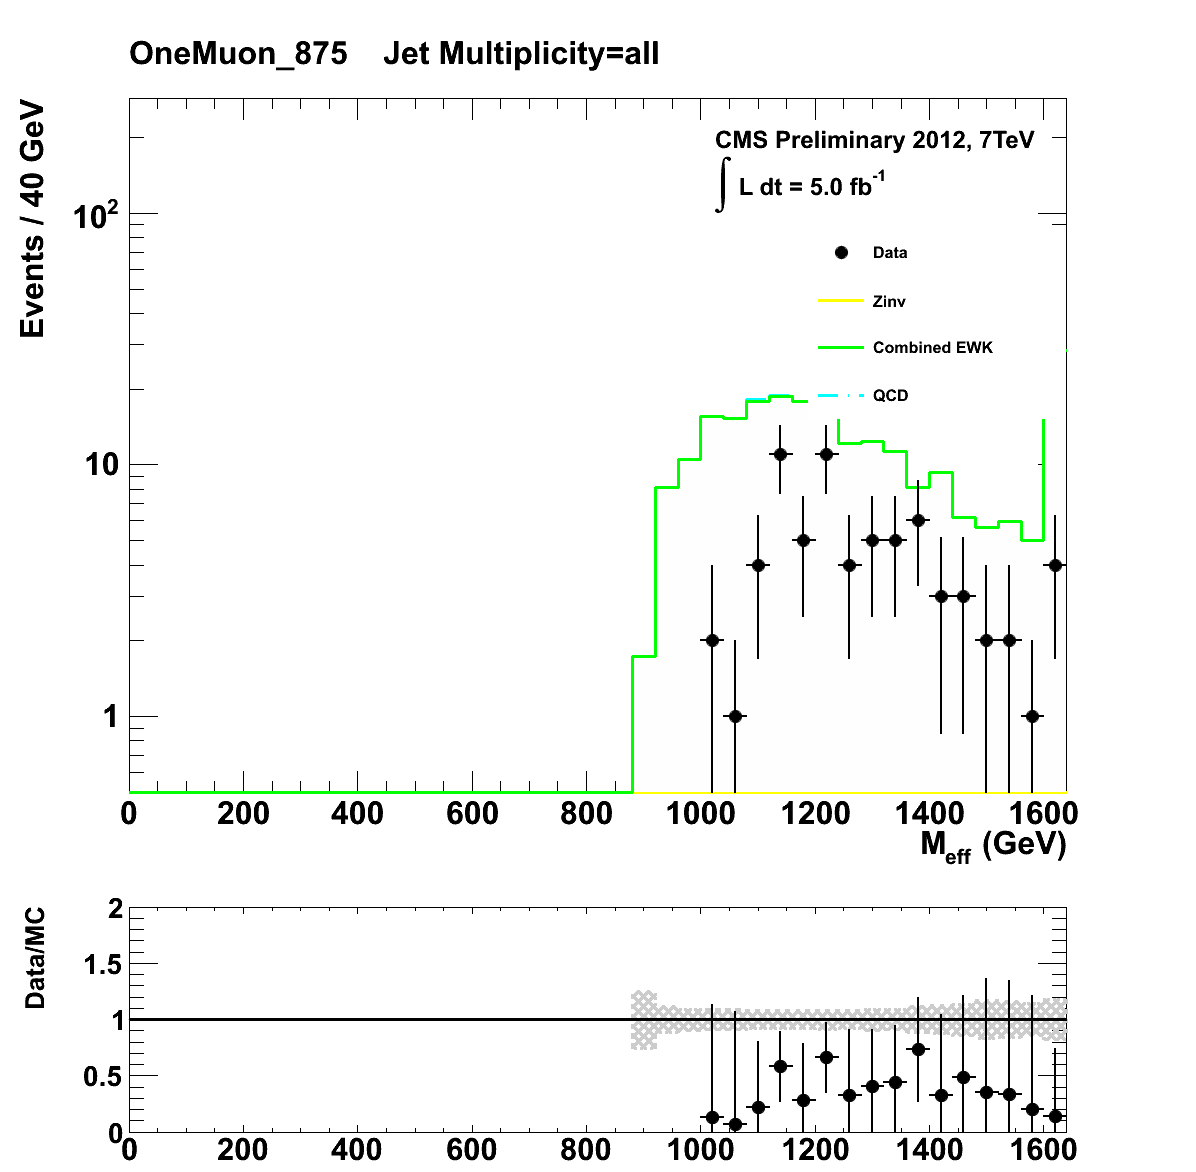 OneMuon_875 Jet Multiplicity=all
Events / 40 GeV
CMS Preliminary 2012, 7TeV
∫ L dt = 5.0 fb⁻¹
Data
Zinv
Combined EWK
QCD
10²
10
1
0 200 400 600 800 1000 1200 1400 1600
M_eff (GeV)
Data/MC
2
1.5
1
0.5
0
0 200 400 600 800 1000 1200 1400 1600